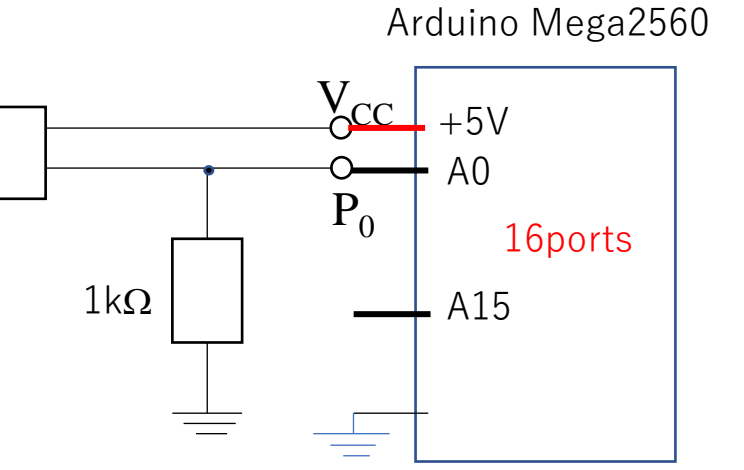 Arduino Mega2560
VCC
+5V
A0
P0
16ports
1kΩ
A15